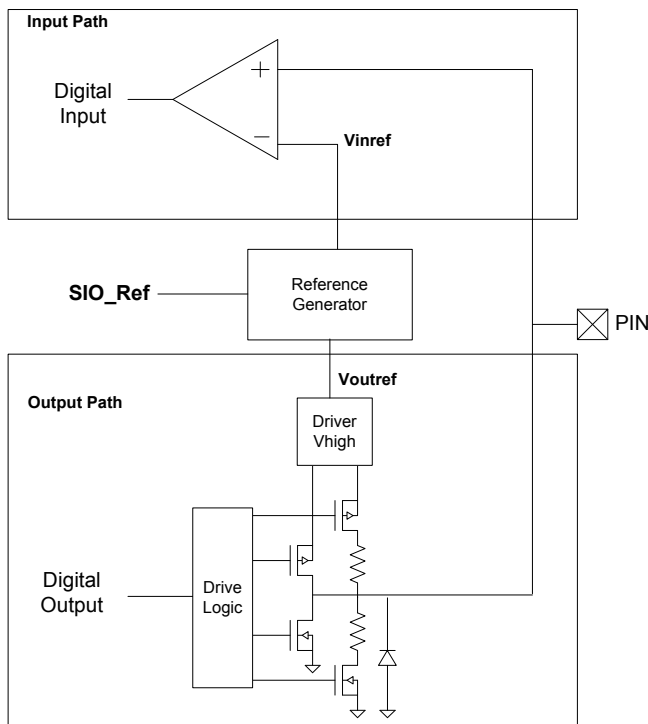 Input Path
Digital
Input
+
−
Vinref
SIO_Ref
Reference
Generator
PIN
Voutref
Output Path
Driver
Vhigh
Digital
Output
Drive
Logic